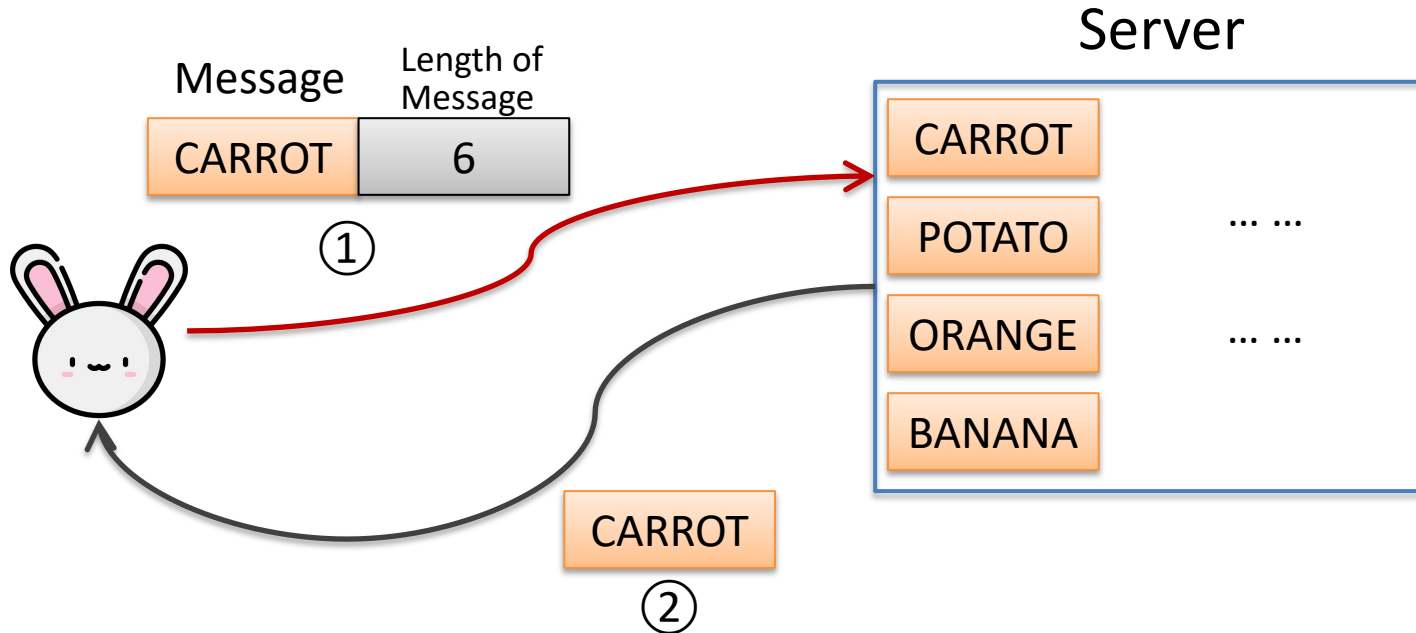 Server
Message
Length of
Message
CARROT
6
①
CARROT
POTATO
... ...
ORANGE
... ...
BANANA
CARROT
②